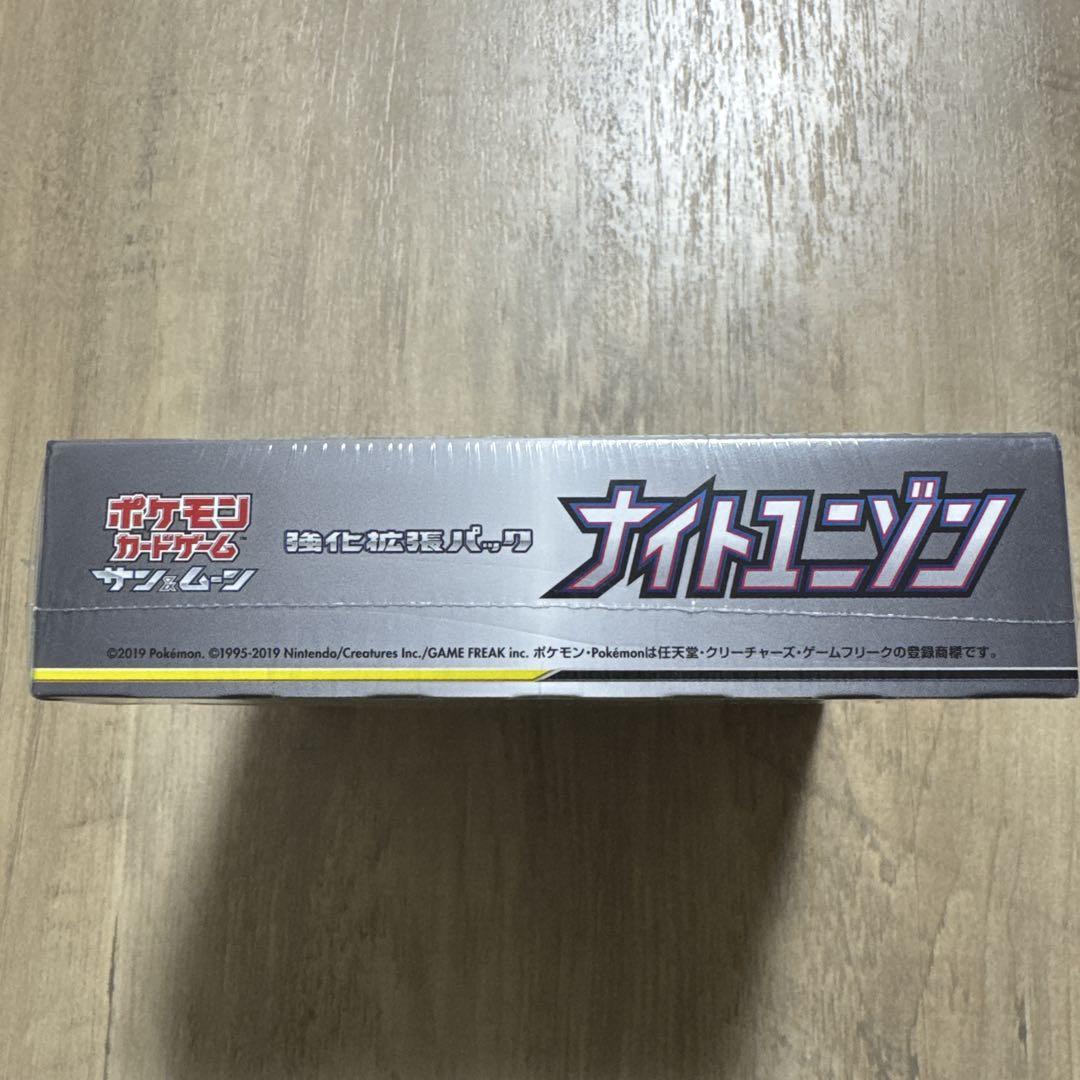 ポケモン
カードゲーム™
サン&ムーン
強化拡張パック
ナイトユニゾン
©2019 Pokémon. ©1995-2019 Nintendo/Creatures Inc./GAME FREAK inc. ポケモン・Pokémonは任天堂・クリーチャーズ・ゲームフリークの登録商標です。